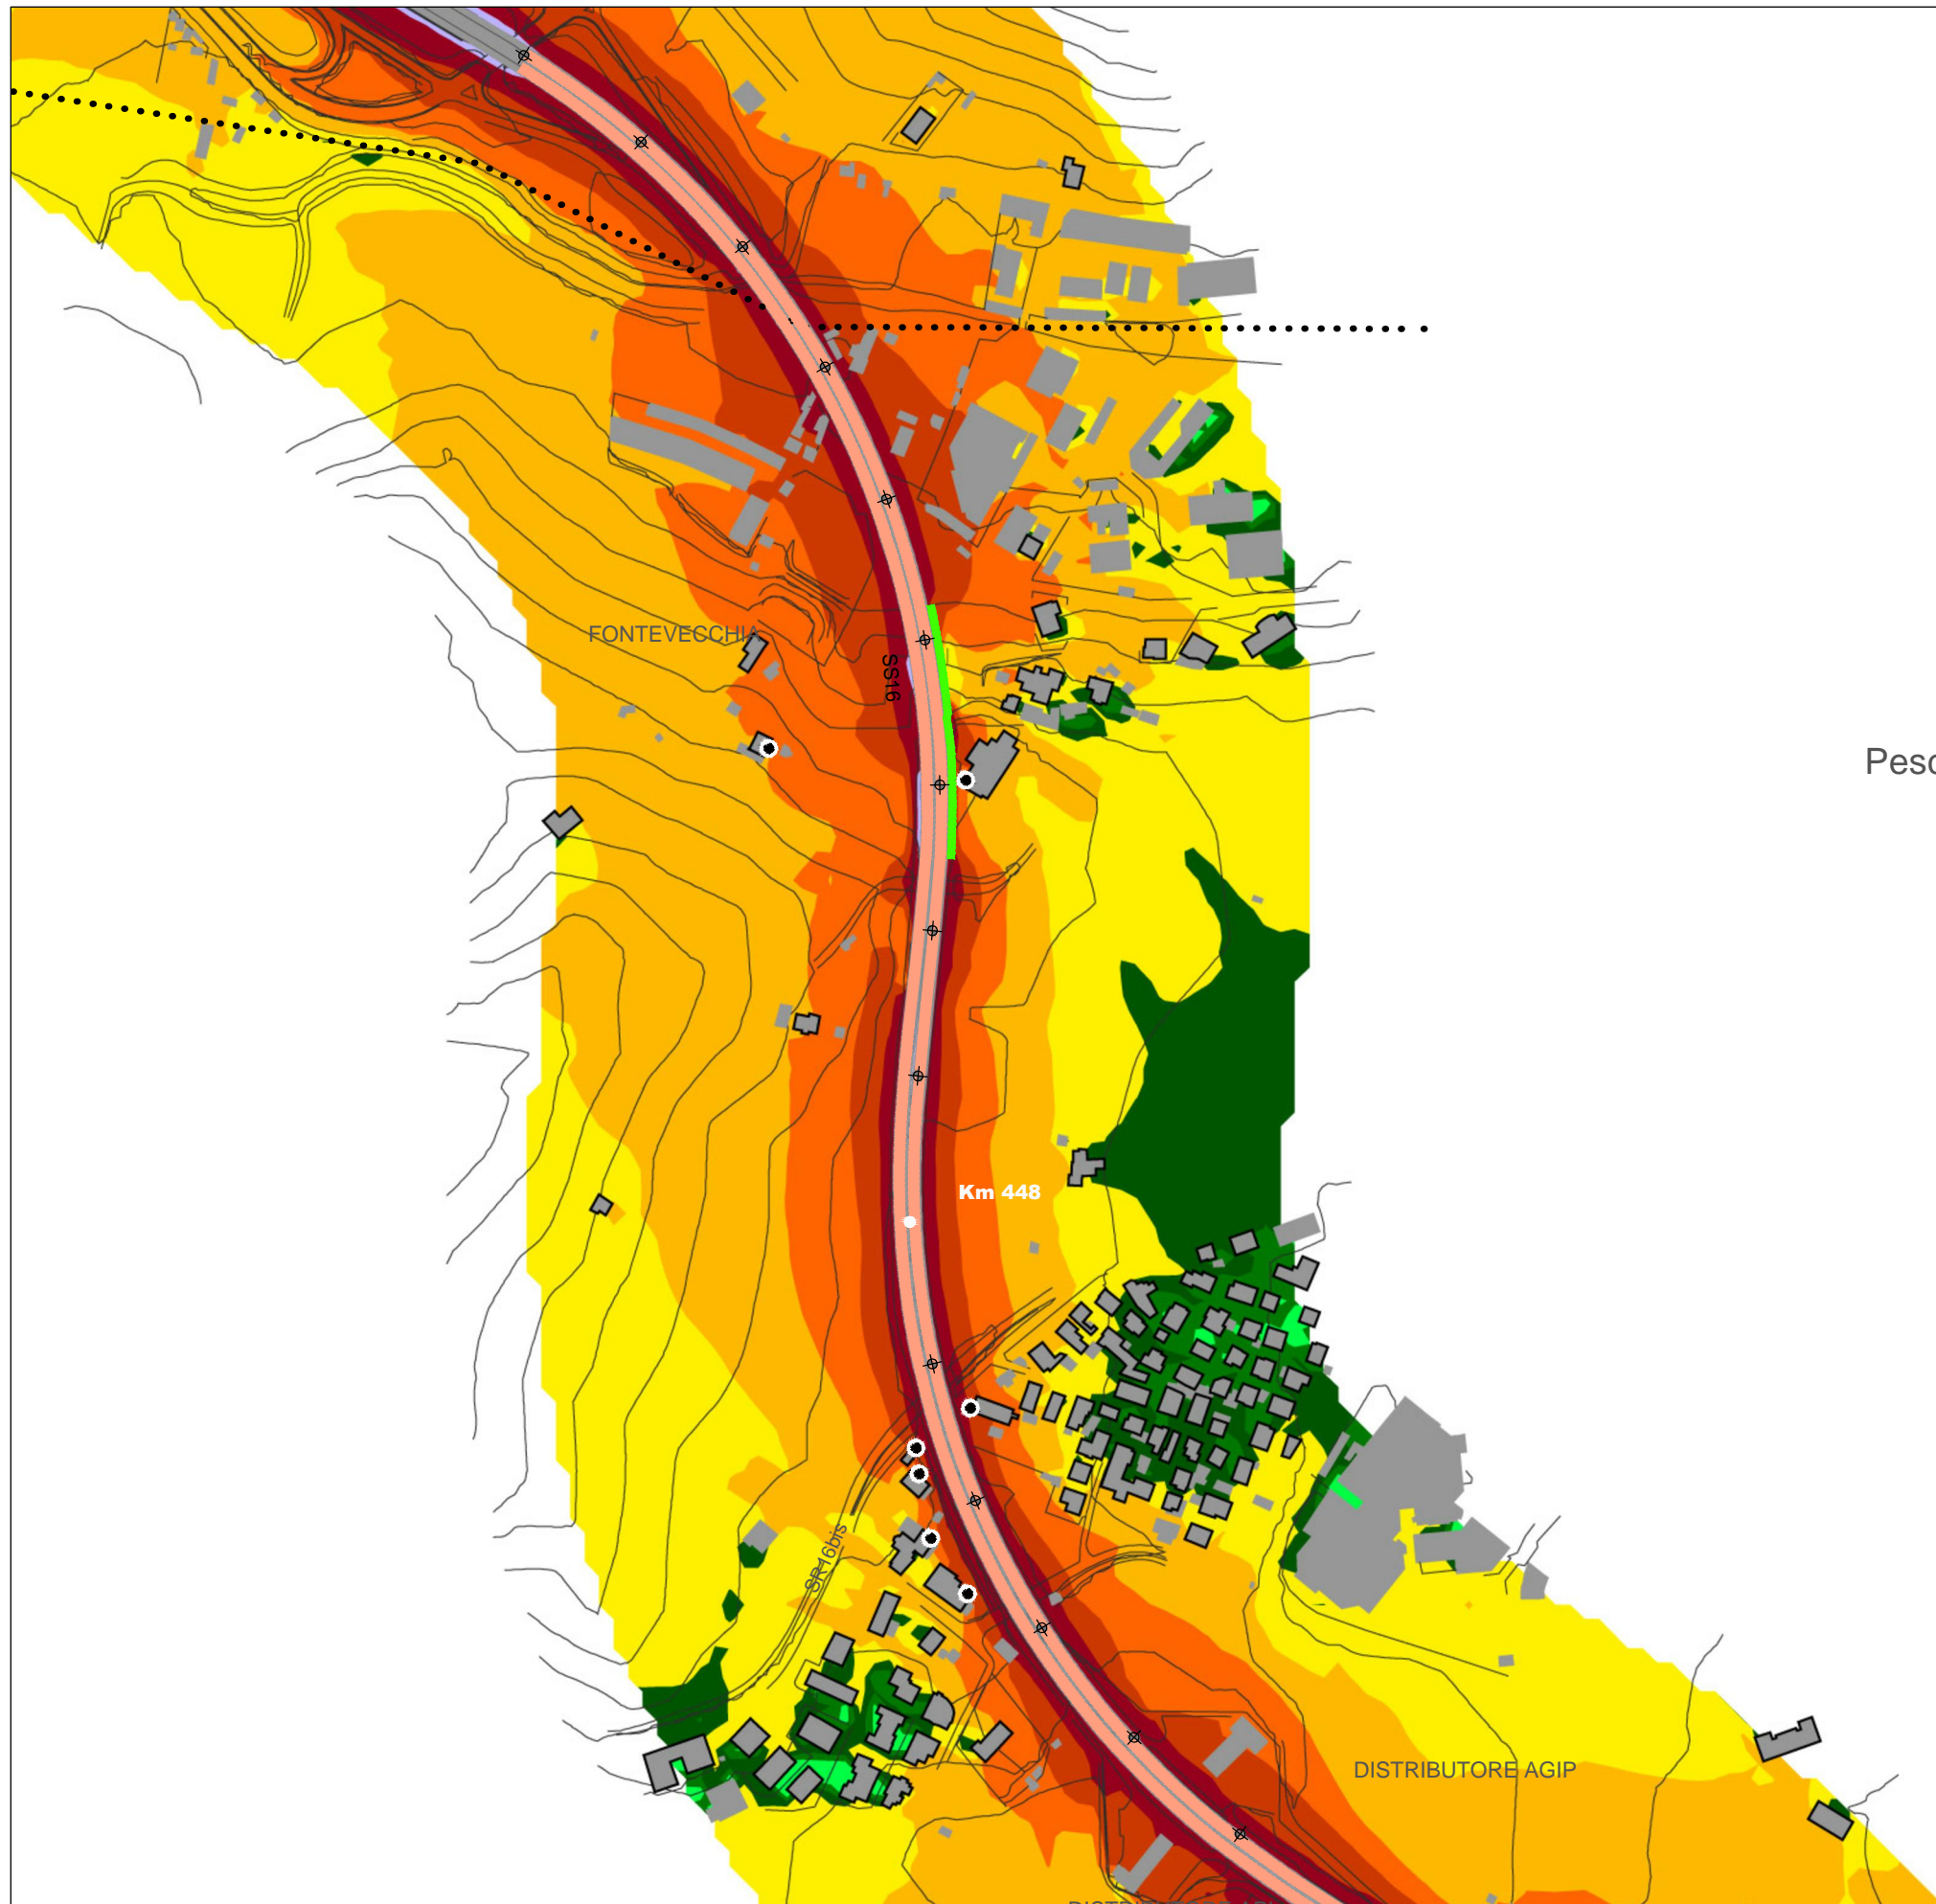 FONTEVECCHIA
SS16
Km 448
SR16bis
DISTRIBUTORE AGIP